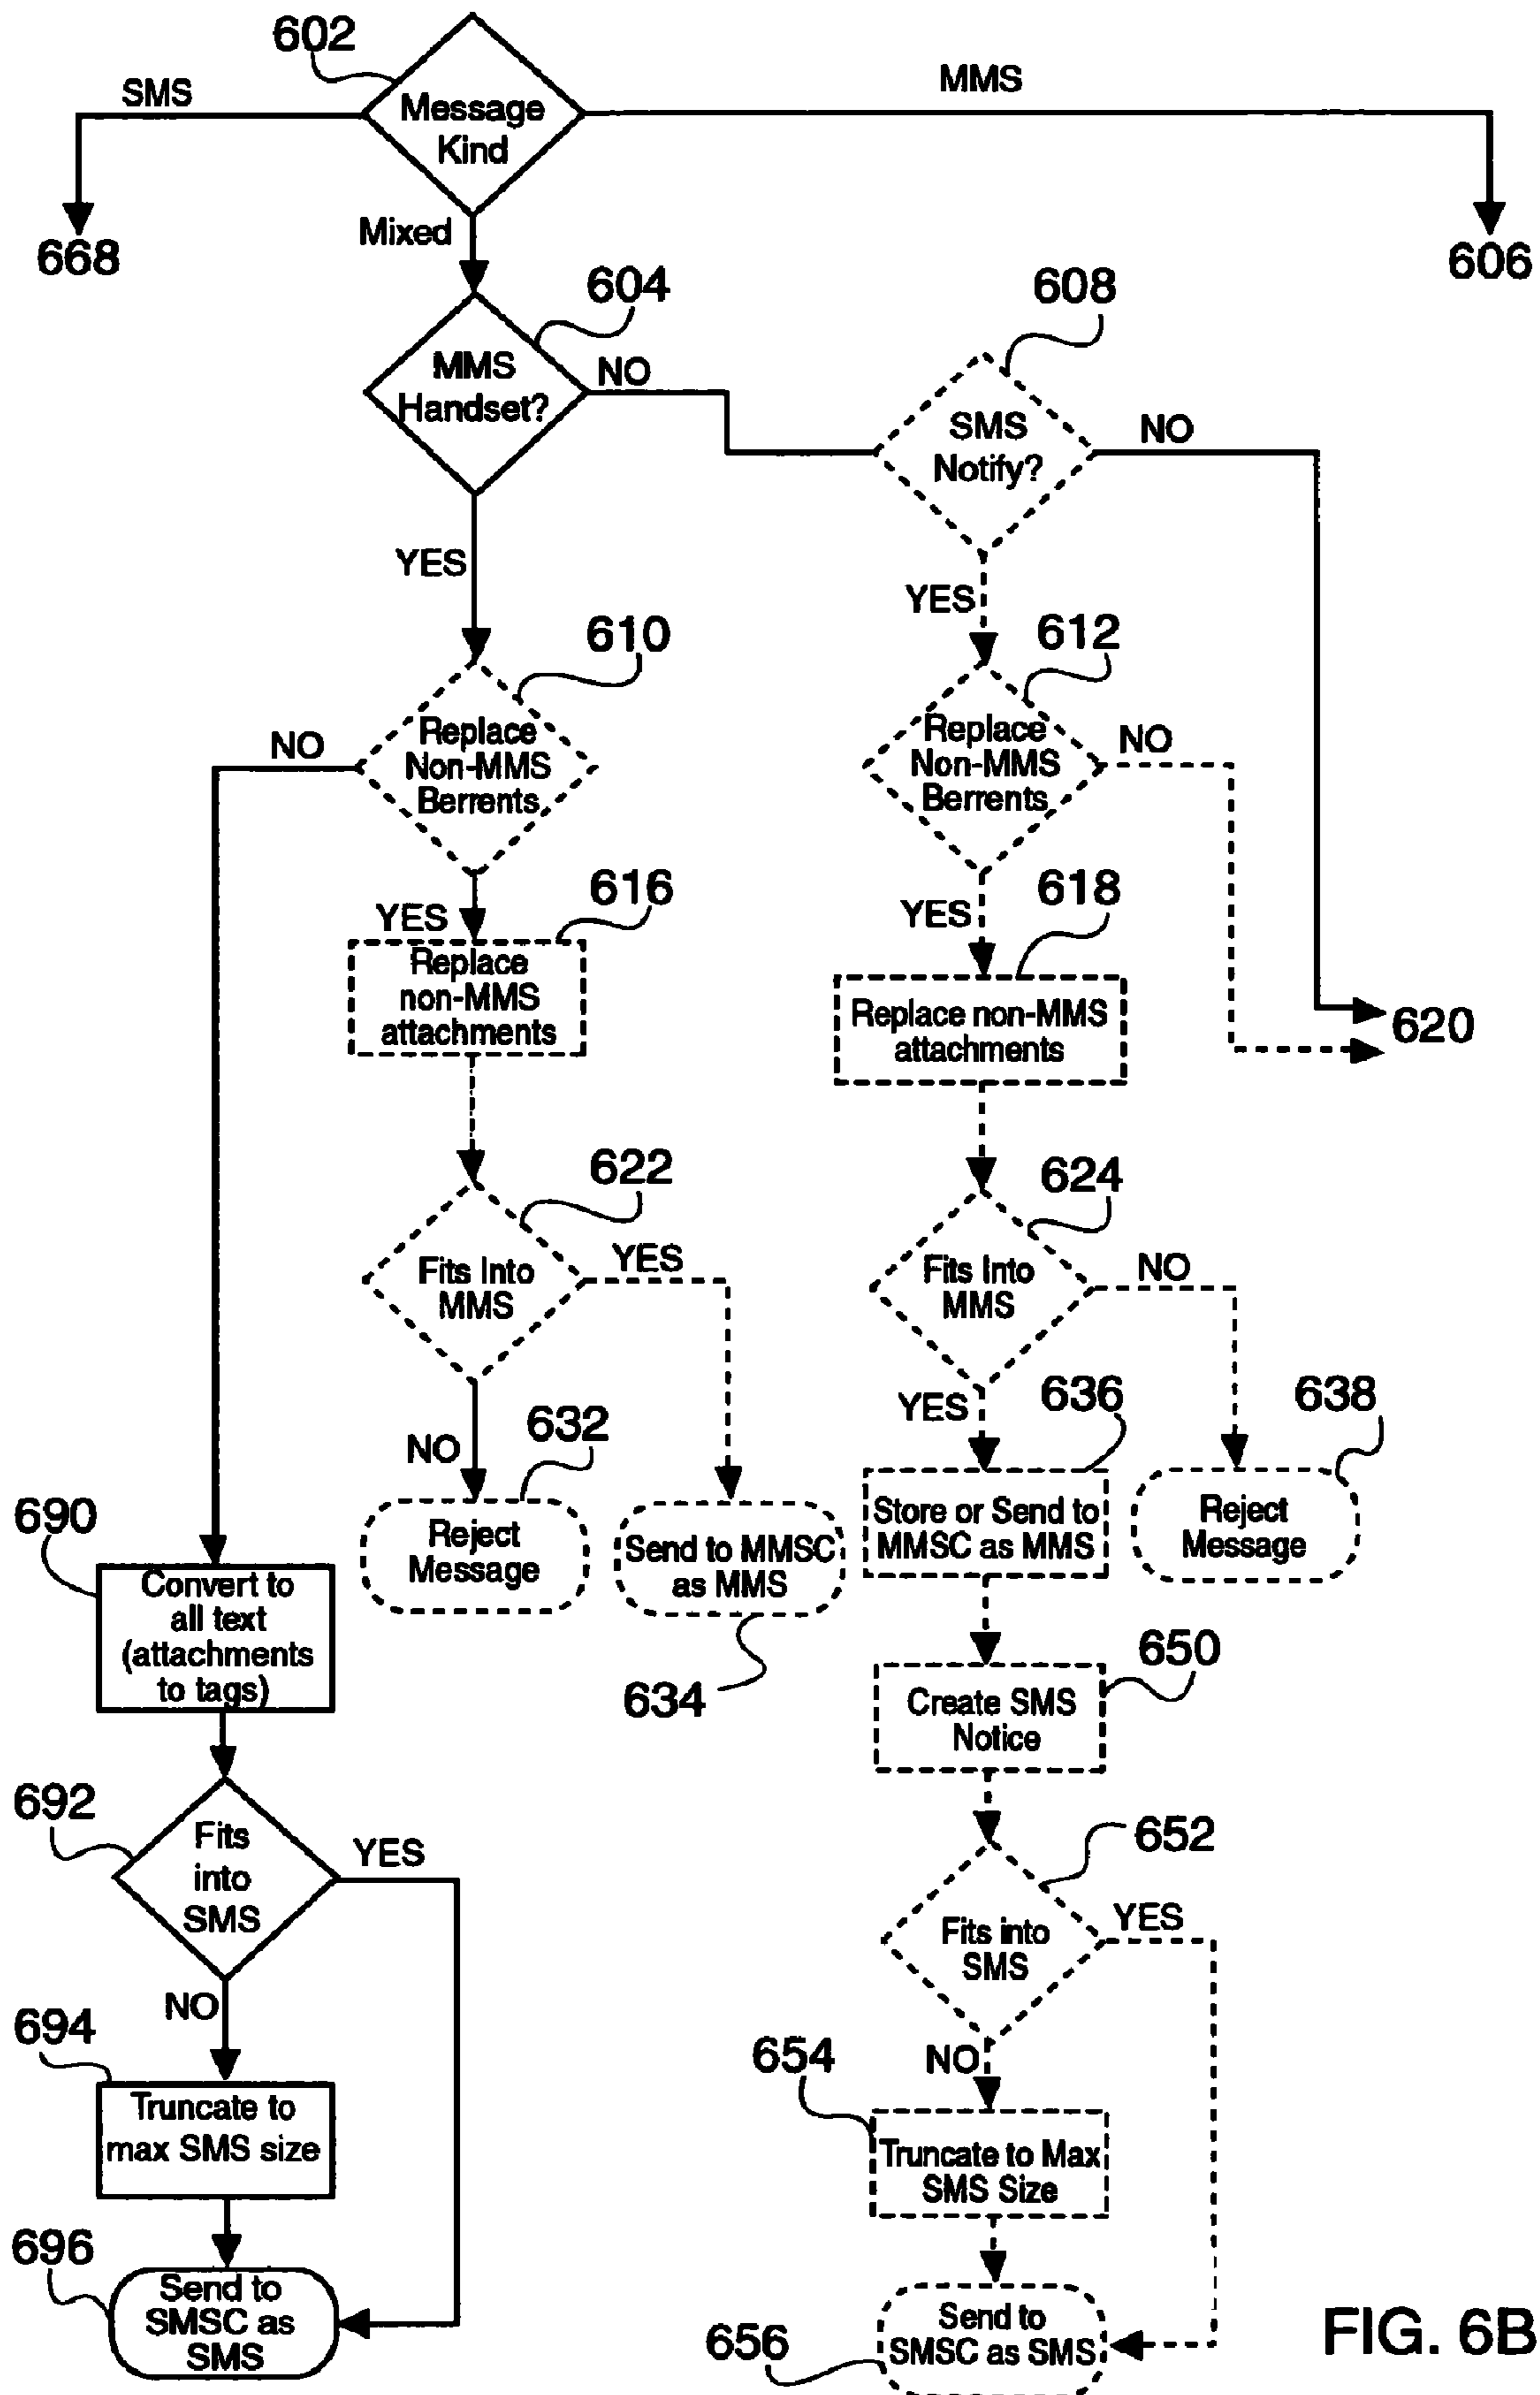 602
SMS
MMS
Message
Kind
668
Mixed
606
604
608
MMS
Handset?
NO
SMS
Notify?
NO
YES
YES
610
612
NO
Replace
Non-MMS
Berrents
Replace
Non-MMS
Berrents
NO
616
618
YES
YES
Replace
non-MMS
attachments
Replace non-MMS
attachments
620
622
624
Fits Into
MMS
YES
Fits Into
MMS
NO
NO
632
YES
636
638
690
Reject
Message
Send to MMSC
as MMS
Store or Send to
MMSC as MMS
Reject
Message
Convert to
all text
(attachments
to tags)
634
650
Create SMS
Notice
692
Fits
into
SMS
YES
652
Fits into
SMS
YES
NO
694
654
NO
Truncate to
max SMS size
Truncate to Max
SMS Size
696
Send to
SMSC as
SMS
656
Send to
SMSC as SMS
FIG. 6B